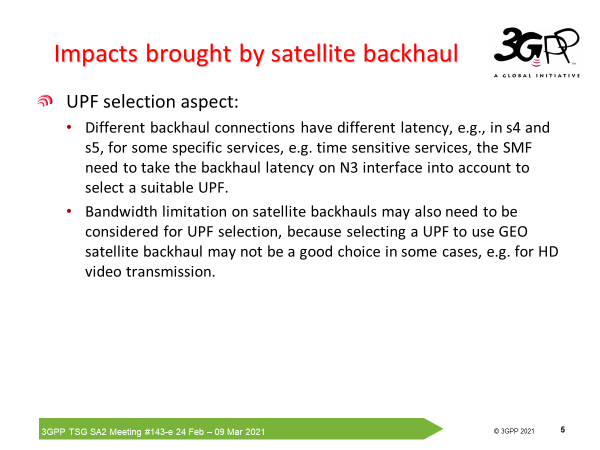 Impacts brought by satellite backhaul
3GPP
TM
A GLOBAL INITIATIVE
UPF selection aspect:
• Different backhaul connections have different latency, e.g., in s4 and
s5, for some specific services, e.g. time sensitive services, the SMF
need to take the backhaul latency on N3 interface into account to
select a suitable UPF.
• Bandwidth limitation on satellite backhauls may also need to be
considered for UPF selection, because selecting a UPF to use GEO
satellite backhaul may not be a good choice in some cases, e.g. for HD
video transmission.
3GPP TSG SA2 Meeting #143-e 24 Feb – 09 Mar 2021
© 3GPP 2021
5